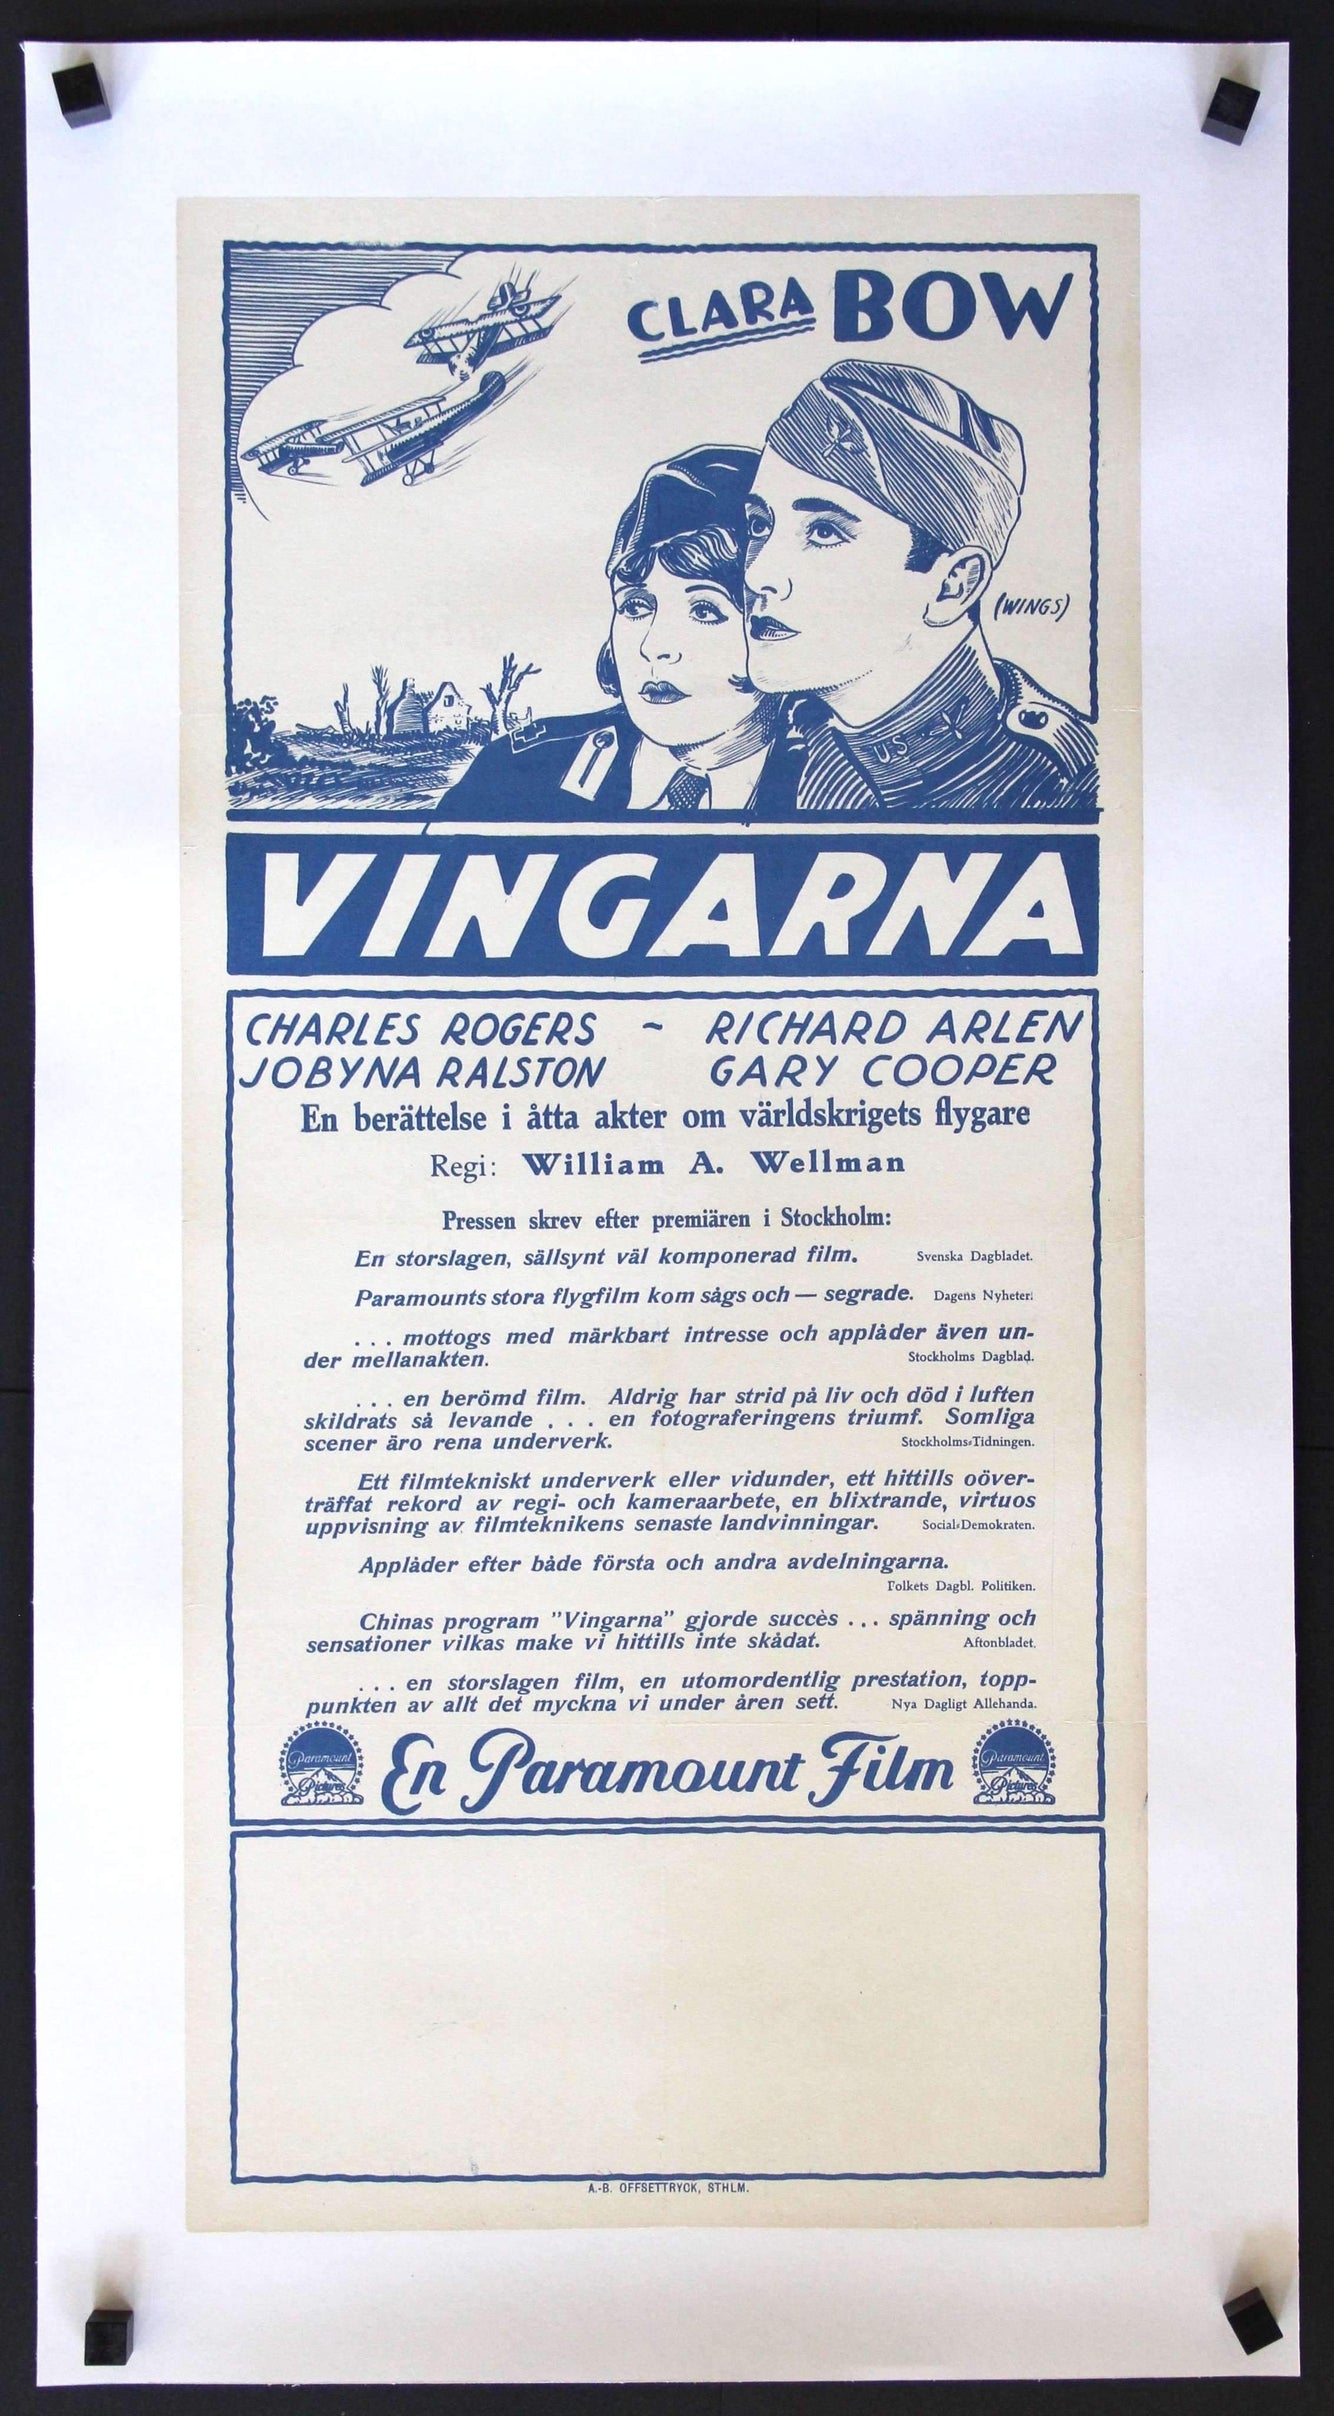 CLARA BOW
(WINGS)
US
VINGARNA
CHARLES ROGERS ~ RICHARD ARLEN
JOBYNA RALSTON GARY COOPER
En berättelse i åtta akter om världskrigets flygare
Regi: William A. Wellman
Pressen skrev efter premiären i Stockholm:
En storslagen, sällsynt väl komponerad film. Svenska Dagbladet.
Paramounts stora flygfilm kom sågs och — segrade. Dagens Nyheter.
... mottogs med märkbart intresse och applåder även un-
der mellanakten. Stockholms Dagblad.
... en berömd film. Aldrig har strid på liv och död i luften
skildrats så levande ... en fotograferingens triumf. Somliga
scener äro rena underverk. Stockholms-Tidningen.
Ett filmtekniskt underverk eller vidunder, ett hittills oöver-
träffat rekord av regi- och kameraarbete, en blixtrande, virtuos
uppvisning av filmteknikens senaste landvinningar. Social-Demokraten.
Applåder efter både första och andra avdelningarna.
Folkets Dagbl. Politiken.
Chinas program "Vingarna" gjorde succès ... spänning och
sensationer vilkas make vi hittills inte skådat. Aftonbladet.
... en storslagen film, en utomordentlig prestation, topp-
punkten av allt det myckna vi under åren sett. Nya Dagligt Allehanda.
Paramount Pictures
En Paramount Film
Paramount Pictures
A.-B. OFFSETTRYCK, STHLM.